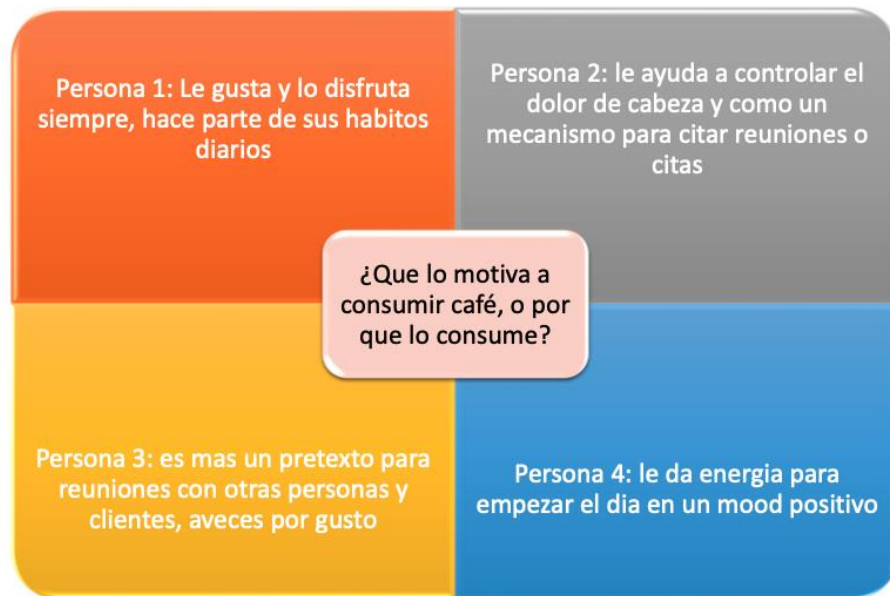 Persona 1: Le gusta y lo disfruta
siempre, hace parte de sus habitos
diarios
Persona 2: le ayuda a controlar el
dolor de cabeza y como un
mecanismo para citar reuniones o
citas
¿Que lo motiva a
consumir café, o por
que lo consume?
Persona 3: es mas un pretexto para
reuniones con otras personas y
clientes, aveces por gusto
Persona 4: le da energia para
empezar el dia en un mood positivo